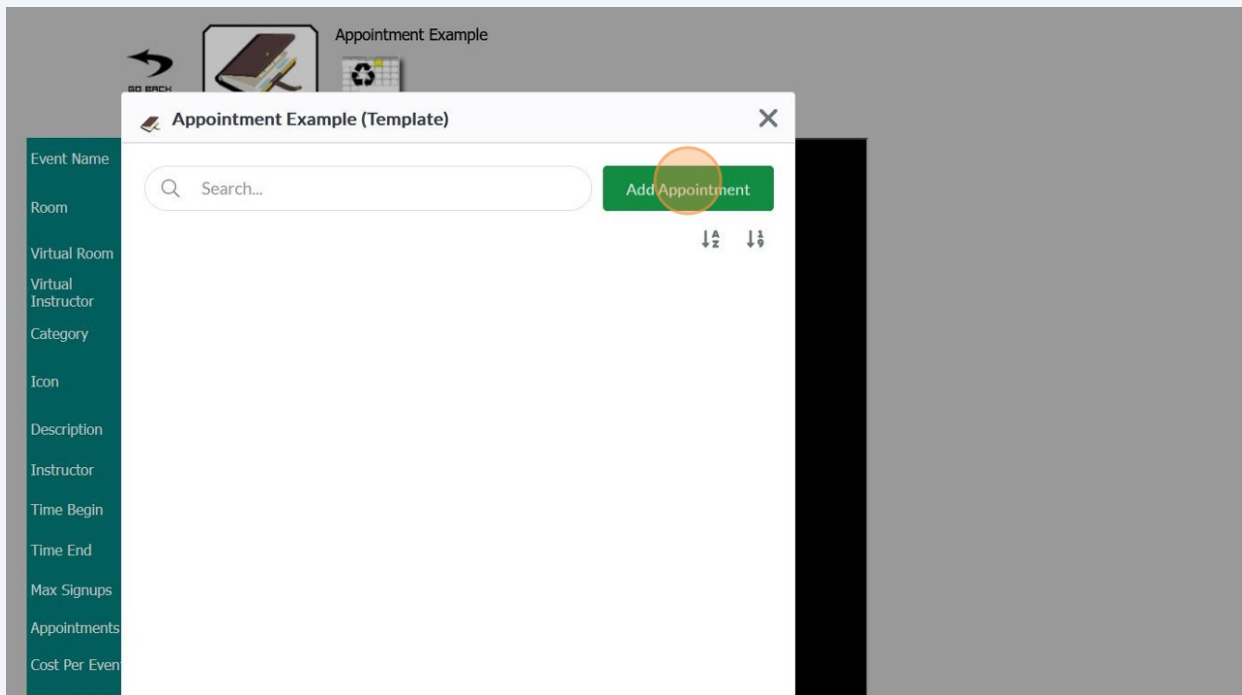 Appointment Example
GO BACK
Appointment Example (Template)
Event Name
Search...
Add Appointment
Room
Virtual Room
Virtual
Instructor
Category
Icon
Description
Instructor
Time Begin
Time End
Max Signups
Appointments
Cost Per Even